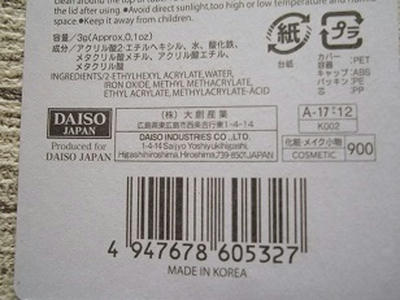 clean around the top of tube
the lid after using. ●Avoid direct sunlight, too high or low temperature and humid
space ●Keep it away from children.
容量／3g(Approx,0.1oz)
成分／アクリル酸2-エチルヘキシル、水、酸化鉄、
メタクリル酸メチル、アクリル酸エチル、
メタクリル酸
INGREDIENTS/2-ETHYLHEXYL ACRYLATE,WATER,
IRON OXIDE, METHYL METHACRYLATE,
ETHYL ACRYLATE, METHYLACRYLATE-ACID
紙
台紙
プラ
カバー :PET
キャップ:ABS
パッキン :PE
芯 :PP
DAISO
JAPAN
Produced for
DAISO JAPAN
（株）大創産業
広島県東広島市西条吉行東1-4-14
DAISO INDUSTRIES CO.,LTD.
1-4-14 Saijyo Yoshiyukihigashi,
Higashihiroshima, Hiroshima,739-8501,JAPAN
A-17:12
K002
化粧・メイク小物
COSMETIC
900
4 947678 605327
MADE IN KOREA